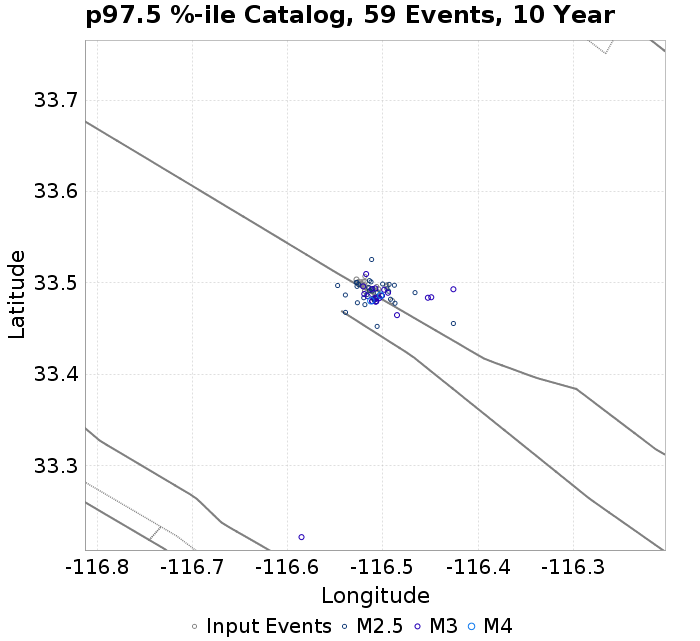 p97.5 %-ile Catalog, 59 Events, 10 Year
33.7
33.6
33.5
33.4
33.3
Latitude
-116.8 -116.7 -116.6 -116.5 -116.4 -116.3
Longitude
Input Events M2.5 M3 M4